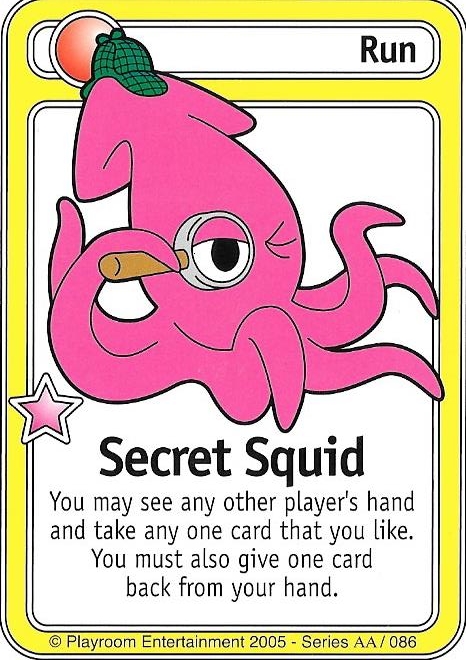 Run
Secret Squid
You may see any other player's hand
and take any one card that you like.
You must also give one card
back from your hand.
© Playroom Entertainment 2005 - Series AA / 086